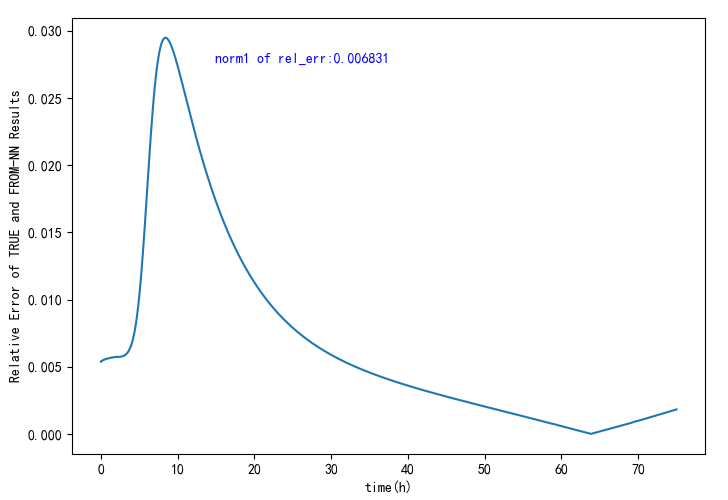 norm1 of rel_err:0.006831
Relative Error of TRUE and FROM-NN Results
0.030
0.025
0.020
0.015
0.010
0.005
0.000
0 10 20 30 40 50 60 70
time(h)